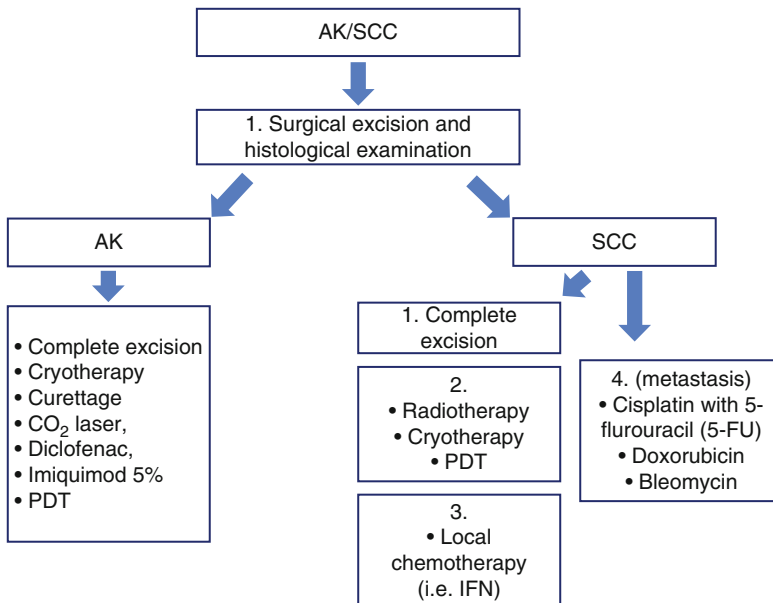 AK/SCC
1. Surgical excision and
histological examination
AK
SCC
• Complete excision
• Cryotherapy
• Curettage
• CO₂ laser,
• Diclofenac,
• Imiquimod 5%
• PDT
1. Complete
excision
2.
• Radiotherapy
• Cryotherapy
• PDT
3.
• Local
chemotherapy
(i.e. IFN)
4. (metastasis)
• Cisplatin with 5-
flurouracil (5-FU)
• Doxorubicin
• Bleomycin